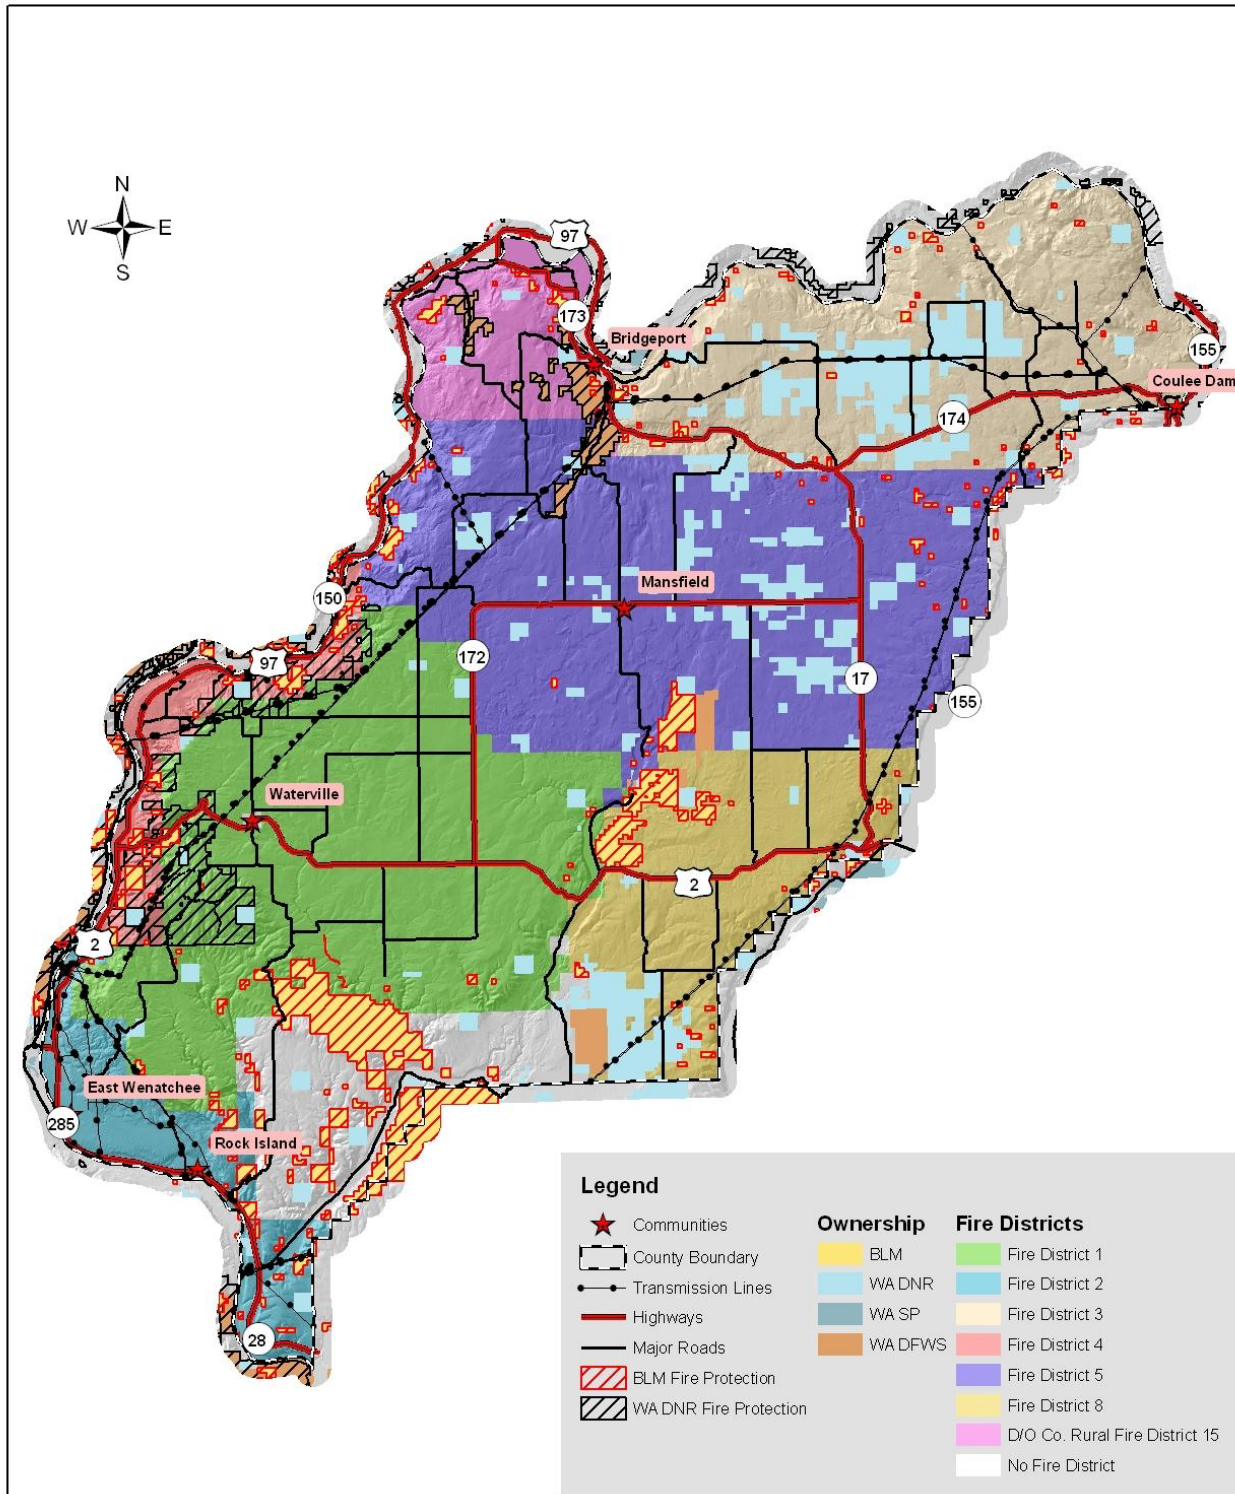 N
W E
S
97
173
Bridgeport
155
Coulee Dam
174
150
Mansfield
97
172
17
155
Waterville
2
2
East Wenatchee
285
Rock Island
28
Legend
Communities
County Boundary
Transmission Lines
Highways
Major Roads
BLM Fire Protection
WA DNR Fire Protection
Ownership
BLM
WA DNR
WA SP
WA DFWS
Fire Districts
Fire District 1
Fire District 2
Fire District 3
Fire District 4
Fire District 5
Fire District 8
D/O Co. Rural Fire District 15
No Fire District